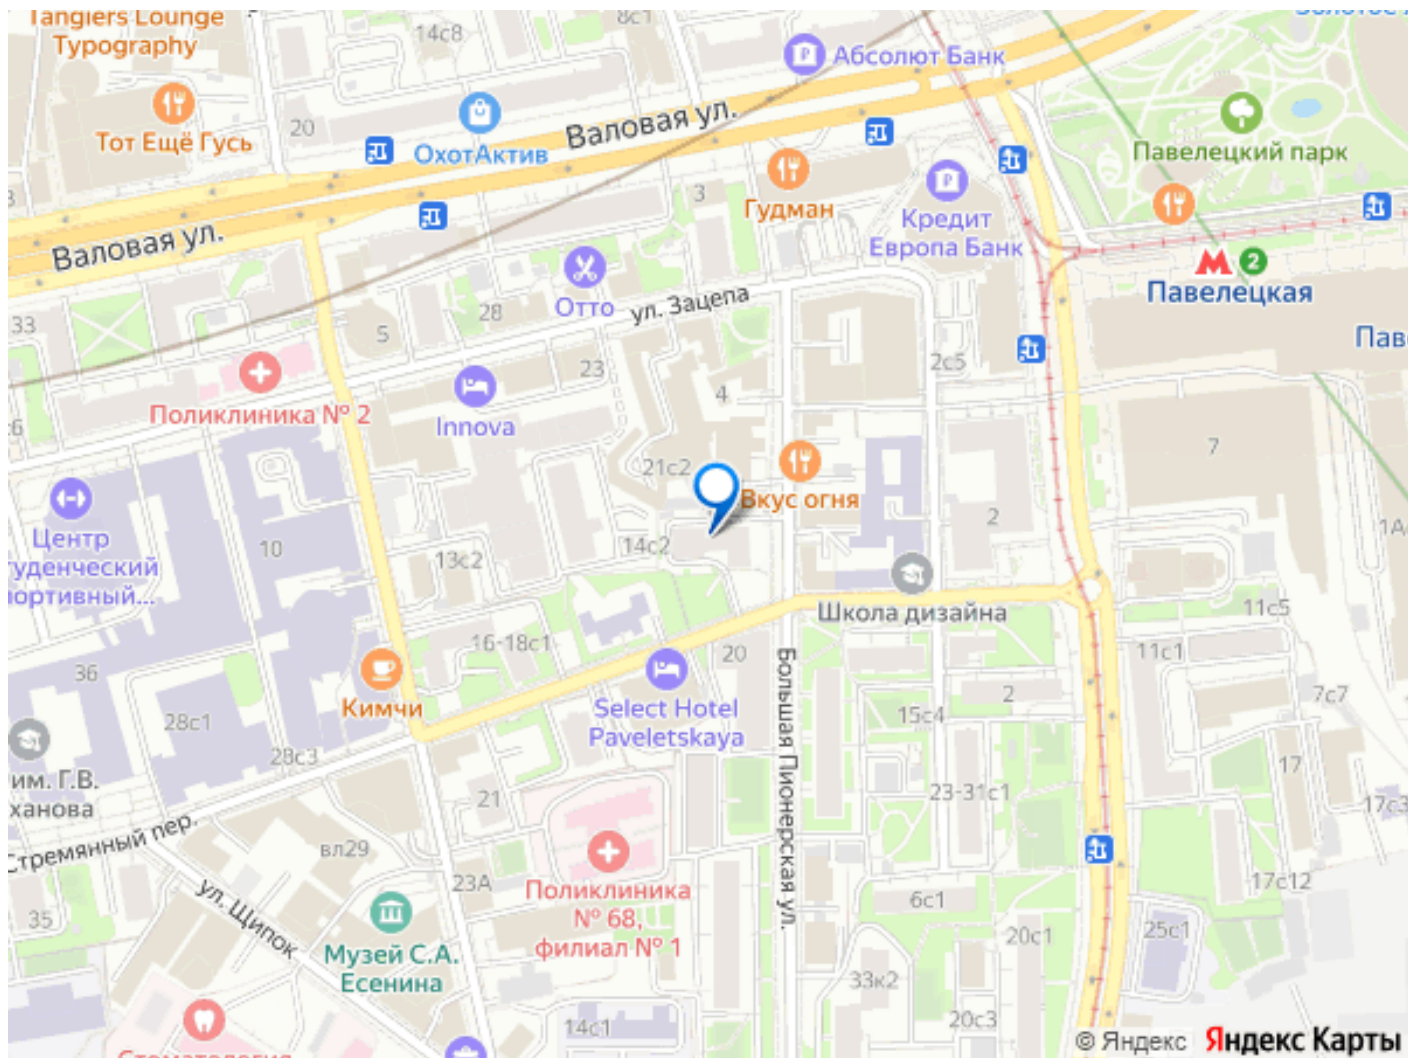 Tangiers Lounge
Typography
14с8
8с1
Абсолют Банк
Тот Ещё Гусь
20
ОхотАктив
Валовая ул.
Павелецкий парк
3
Гудман
Кредит
Европа Банк
Валовая ул.
2
Павелецкая
Отто
ул. Зацепа
28
33
5
2с5
Пав
23
4
Поликлиника № 2
Innova
7
21с2
Вкус огня
2
1А
Центр
уденческий
портивный...
10
13с2
14с2
Школа дизайна
11с5
16-18с1
20
11с1
36
Кимчи
Select Hotel
Paveletskaya
Большая Пионерская ул.
2
7с7
28с1
15с4
28с3
им. Г.В.
ханова
17
21
23-31с1
17с3
Стремянный пер.
вл29
23А
Поликлиника
№ 68,
филиал № 1
17с12
6с1
35
ул. Щипок
Музей С.А.
Есенина
20с1
25с1
33к2
14с1
20с3
Стоматология
© Яндекс Яндекс Карты